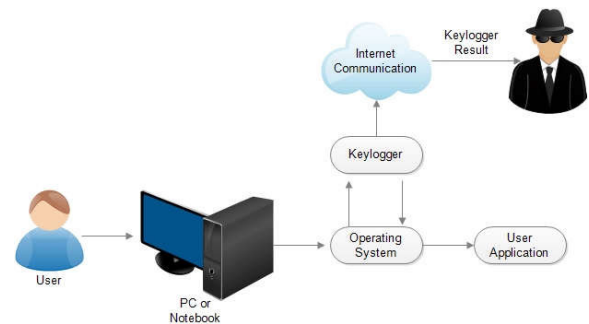 Keylogger
Result
Internet
Communication
Keylogger
Operating
System
User
Application
User
PC or
Notebook